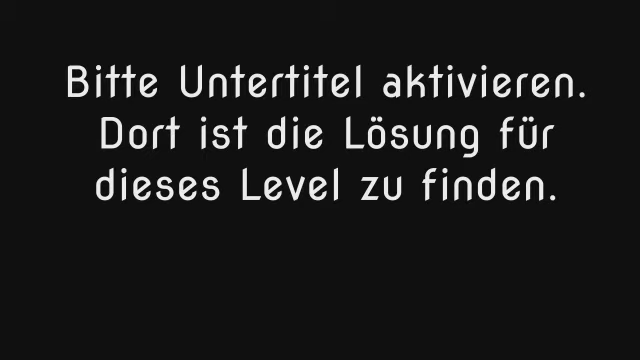 Bitte Untertitel aktivieren.
Dort ist die Lösung für
dieses Level zu finden.